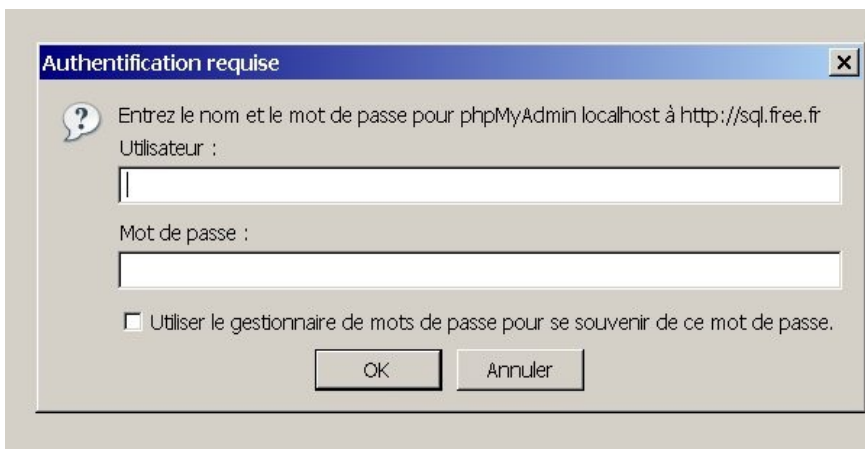 Authentification requise
Entrez le nom et le mot de passe pour phpMyAdmin localhost à http://sql.free.fr
Utilisateur :
Mot de passe :
Utiliser le gestionnaire de mots de passe pour se souvenir de ce mot de passe.
OK Annuler